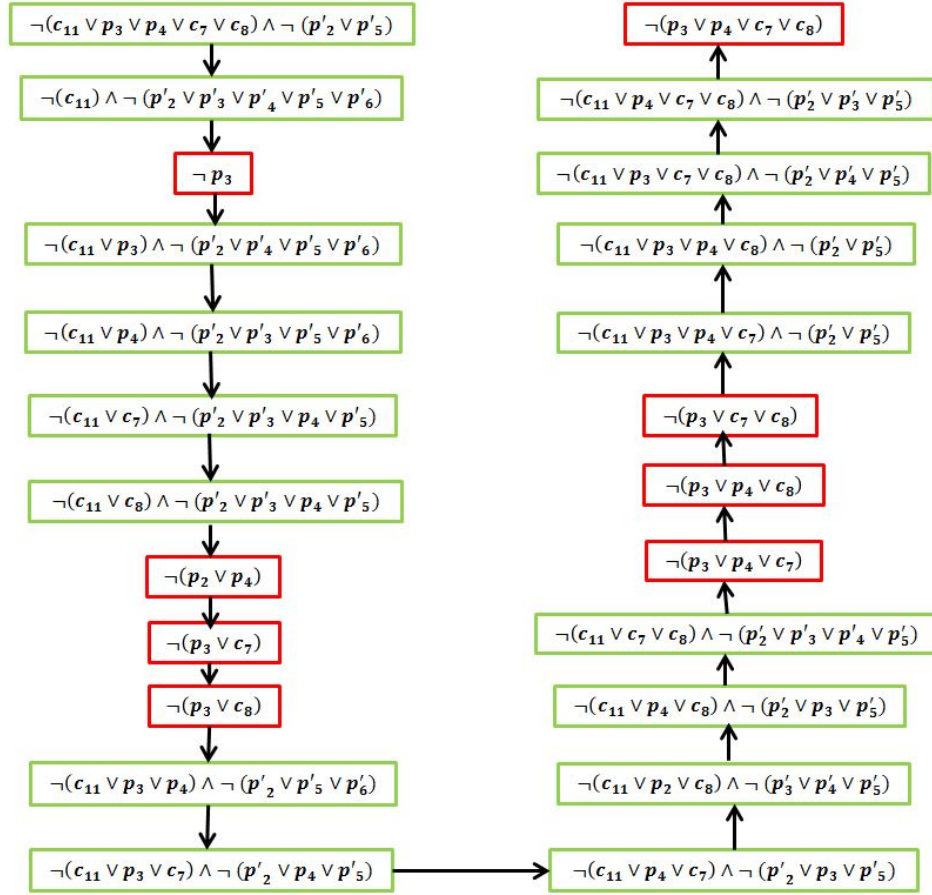 ¬(c₁₁ ∨ p₃ ∨ p₄ ∨ c₇ ∨ c₈) ∧ ¬ (p'₂ ∨ p'₅)
¬(c₁₁) ∧ ¬ (p'₂ ∨ p'₃ ∨ p'₄ ∨ p'₅ ∨ p'₆)
¬ p₃
¬(c₁₁ ∨ p₃) ∧ ¬ (p'₂ ∨ p'₄ ∨ p'₅ ∨ p'₆)
¬(c₁₁ ∨ p₄) ∧ ¬ (p'₂ ∨ p'₃ ∨ p'₅ ∨ p'₆)
¬(c₁₁ ∨ c₇) ∧ ¬ (p'₂ ∨ p'₃ ∨ p₄ ∨ p'₅)
¬(c₁₁ ∨ c₈) ∧ ¬ (p'₂ ∨ p'₃ ∨ p₄ ∨ p'₅)
¬(p₂ ∨ p₄)
¬(p₃ ∨ c₇)
¬(p₃ ∨ c₈)
¬(c₁₁ ∨ p₃ ∨ p₄) ∧ ¬ (p'₂ ∨ p'₅ ∨ p'₆)
¬(c₁₁ ∨ p₃ ∨ c₇) ∧ ¬ (p'₂ ∨ p₄ ∨ p'₅)
¬(p₃ ∨ p₄ ∨ c₇ ∨ c₈)
¬(c₁₁ ∨ p₄ ∨ c₇ ∨ c₈) ∧ ¬ (p'₂ ∨ p'₃ ∨ p'₅)
¬(c₁₁ ∨ p₃ ∨ c₇ ∨ c₈) ∧ ¬ (p'₂ ∨ p'₄ ∨ p'₅)
¬(c₁₁ ∨ p₃ ∨ p₄ ∨ c₈) ∧ ¬ (p'₂ ∨ p'₅)
¬(c₁₁ ∨ p₃ ∨ p₄ ∨ c₇) ∧ ¬ (p'₂ ∨ p'₅)
¬(p₃ ∨ c₇ ∨ c₈)
¬(p₃ ∨ p₄ ∨ c₈)
¬(p₃ ∨ p₄ ∨ c₇)
¬(c₁₁ ∨ c₇ ∨ c₈) ∧ ¬ (p'₂ ∨ p'₃ ∨ p'₄ ∨ p'₅)
¬(c₁₁ ∨ p₄ ∨ c₈) ∧ ¬ (p'₂ ∨ p₃ ∨ p'₅)
¬(c₁₁ ∨ p₂ ∨ c₈) ∧ ¬ (p'₃ ∨ p'₄ ∨ p'₅)
¬(c₁₁ ∨ p₄ ∨ c₇) ∧ ¬ (p'₂ ∨ p₃ ∨ p'₅)